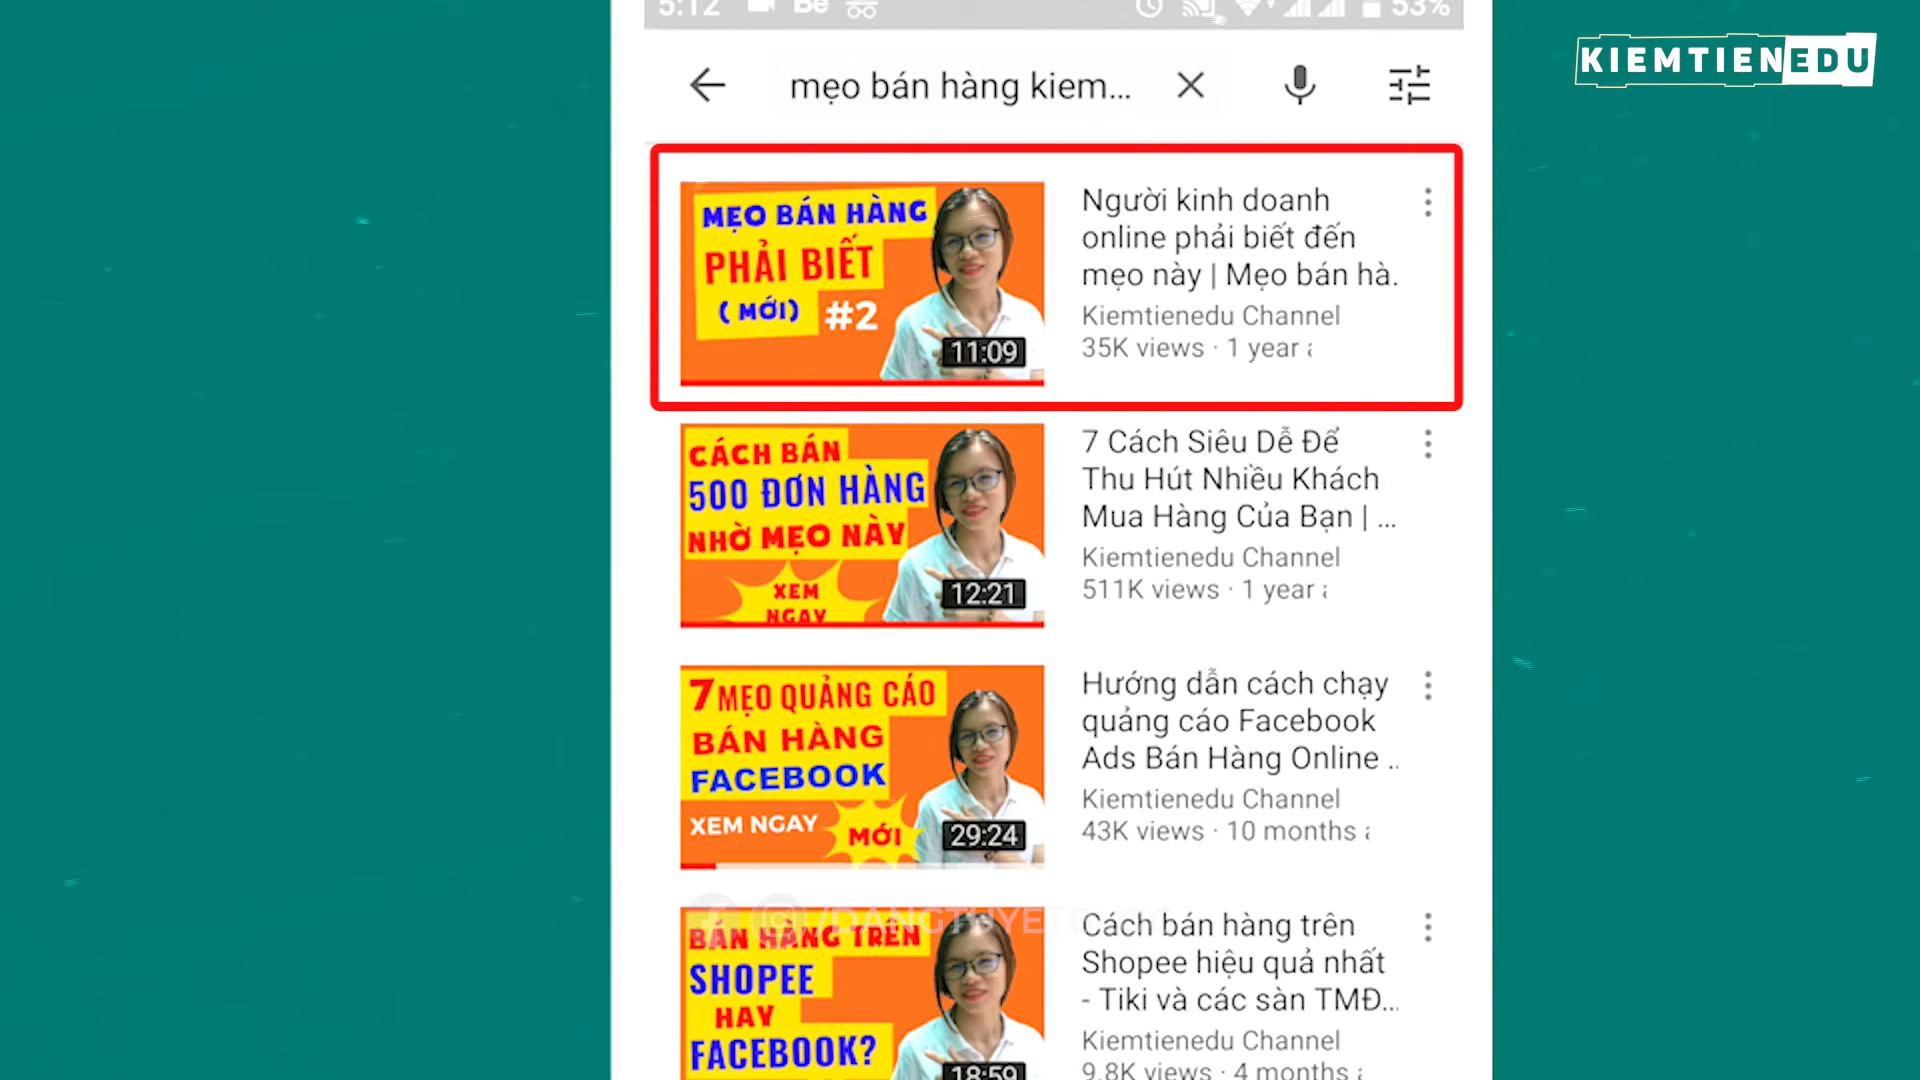 5:12
Be
53%
KIEMTIENEDU
mẹo bán hàng kiem...
MẸO BÁN HÀNG
PHẢI BIẾT
( MỚI) #2
11:09
Người kinh doanh
online phải biết đến
mẹo này | Mẹo bán hà.
Kiemtienedu Channel
35K views · 1 year
CÁCH BÁN
500 ĐƠN HÀNG
NHỜ MẸO NÀY
XEM
NGAY
12:21
7 Cách Siêu Dễ Để
Thu Hút Nhiều Khách
Mua Hàng Của Bạn | ...
Kiemtienedu Channel
511K views · 1 year
7 MẸO QUẢNG CÁO
BÁN HÀNG
FACEBOOK
XEM NGAY
MỚI
29:24
Hướng dẫn cách chạy
quảng cáo Facebook
Ads Bán Hàng Online ..
Kiemtienedu Channel
43K views · 10 months
BÁN HÀNG TRÊN
SHOPEE
HAY
FACEBOOK?
18:59
Cách bán hàng trên
Shopee hiệu quả nhất
- Tiki và các sàn TMĐ...
Kiemtienedu Channel
9.8K views · 4 months